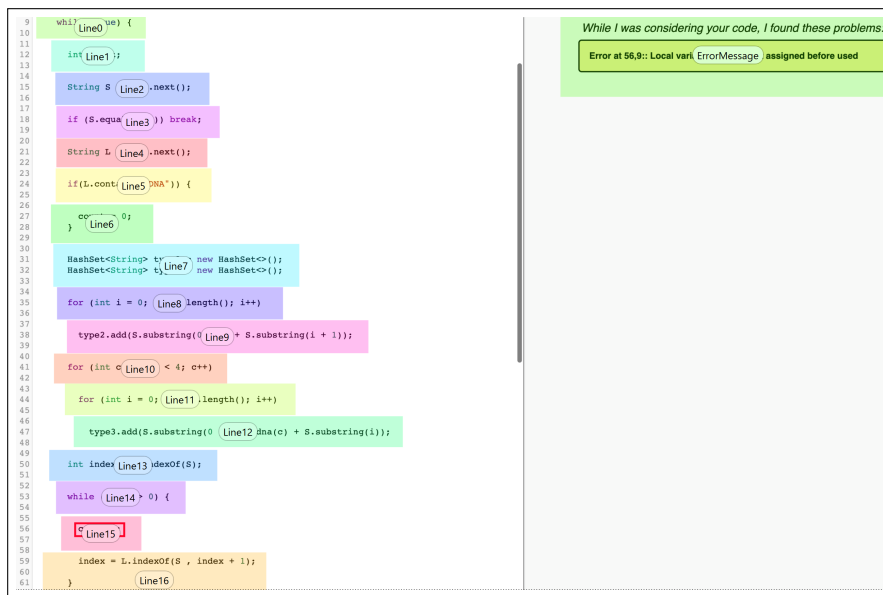 9 whi ue) {
Line0
10
11
12 int ;
Line1
13
14
15 String S .next();
Line2
16
17
18 if (S.equa )) break;
Line3
19
20
21 String L .next();
Line4
22
23
24 if(L.cont DNA")) {
Line5
25
26
27 co 0;
28 }
Line6
29
30
31 HashSet<String> ty new HashSet<>();
32 HashSet<String> ty new HashSet<>();
Line7
33
34
35 for (int i = 0; length(); i++)
Line8
36
37
38 type2.add(S.substring(0 + S.substring(i + 1));
Line9
39
40
41 for (int c < 4; c++)
Line10
42
43
44 for (int i = 0; .length(); i++)
Line11
45
46
47 type3.add(S.substring(0 dna(c) + S.substring(i));
Line12
48
49
50 int index dexOf(S);
Line13
51
52
53 while > 0) {
Line14
54
55
56
Line15
57
58
59 index = L.indexOf(S , index + 1);
60
61 }
Line16
While I was considering your code, I found these problems:
Error at 56,9:: Local vari assigned before used
ErrorMessage